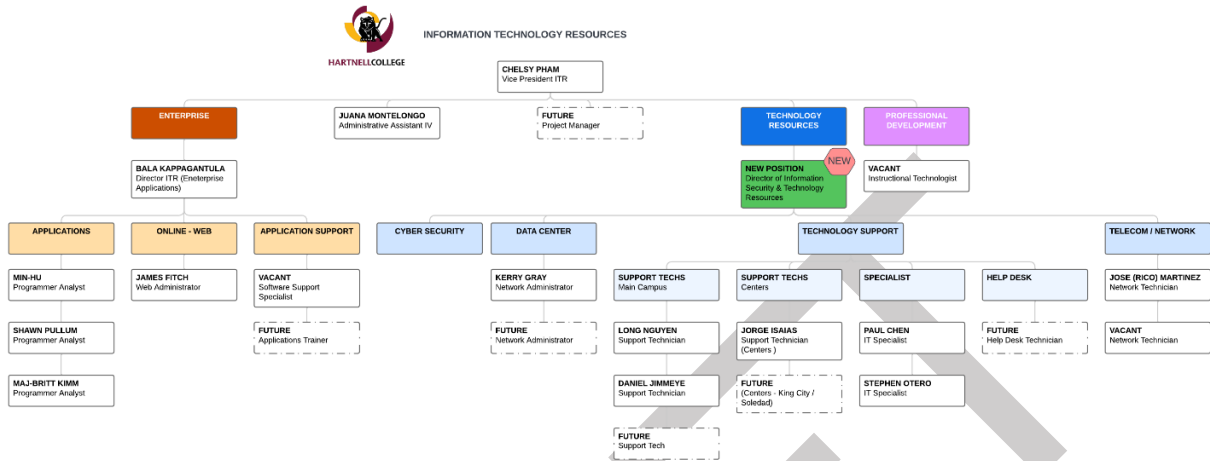 INFORMATION TECHNOLOGY RESOURCES
HARTNELLCOLLEGE
CHELSY PHAM
Vice President ITR
ENTERPRISE
JUANA MONTELONGO
Administrative Assistant IV
FUTURE
Project Manager
TECHNOLOGY
RESOURCES
PROFESSIONAL
DEVELOPMENT
BALA KAPPAGANTULA
Director ITR (Eneterprise
Applications)
NEW
NEW POSITION
Director of Information
Security & Technology
Resources
VACANT
Instructional Technologist
APPLICATIONS
ONLINE - WEB
APPLICATION SUPPORT
CYBER SECURITY
DATA CENTER
TECHNOLOGY SUPPORT
TELECOM / NETWORK
MIN-HU
Programmer Analyst
JAMES FITCH
Web Administrator
VACANT
Software Support
Specialist
KERRY GRAY
Network Administrator
SUPPORT TECHS
Main Campus
SUPPORT TECHS
Centers
SPECIALIST
HELP DESK
JOSE (RICO) MARTINEZ
Network Technician
SHAWN PULLUM
Programmer Analyst
FUTURE
Applications Trainer
FUTURE
Network Administrator
LONG NGUYEN
Support Technician
JORGE ISAIAS
Support Technician
(Centers )
PAUL CHEN
IT Specialist
FUTURE
Help Desk Technician
VACANT
Network Technician
MAJ-BRITT KIMM
Programmer Analyst
DANIEL JIMMEYE
Support Technician
FUTURE
(Centers - King City /
Soledad)
STEPHEN OTERO
IT Specialist
FUTURE
Support Tech